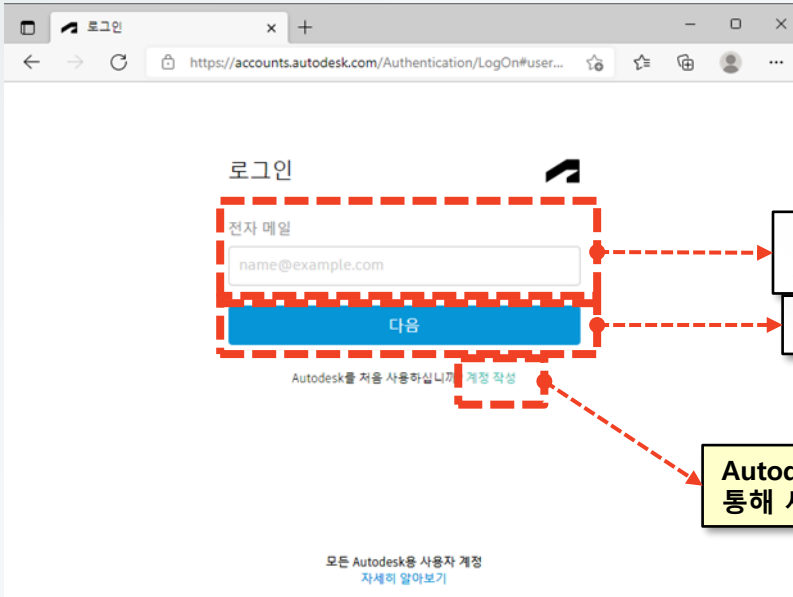 로그인
https://accounts.autodesk.com/Authentication/LogOn#user...
로그인
전자 메일
name@example.com
다음
Autodesk를 처음 사용하십니까 계정 작성
통해
모든 Autodesk용 사용자 계정
자세히 알아보기